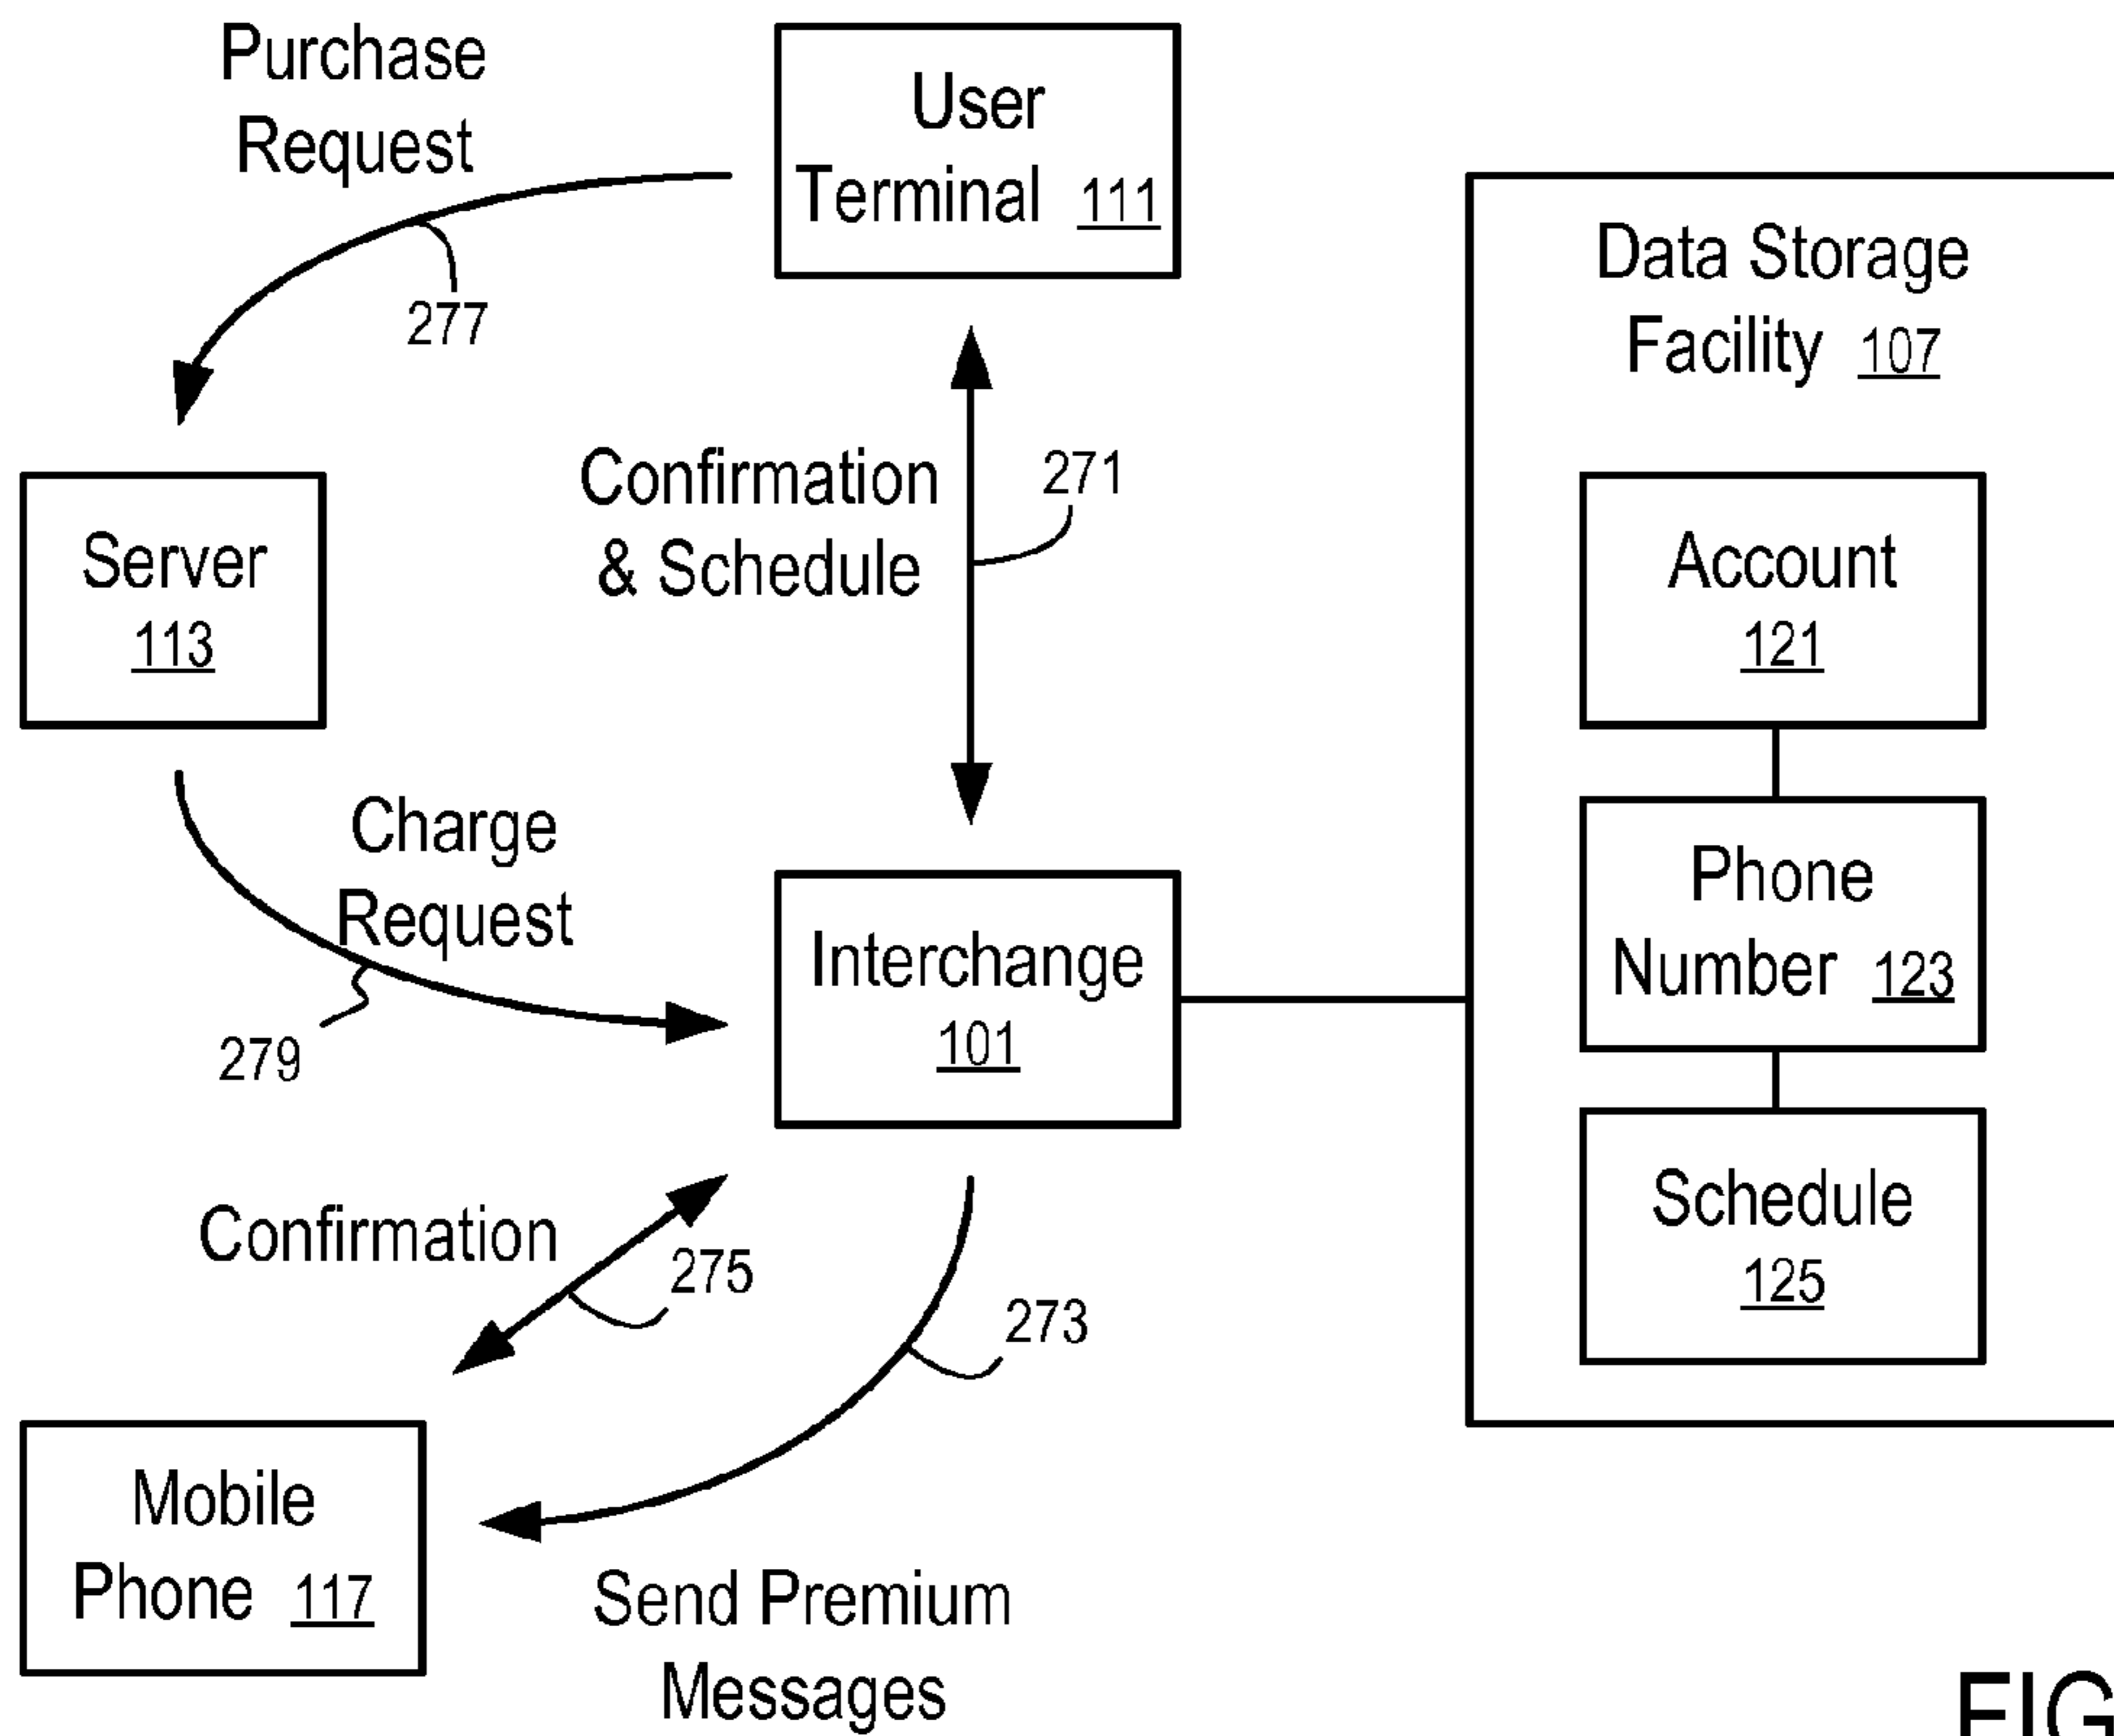 Purchase
Request
277
User
Terminal 111
Data Storage
Facility 107
Server
113
Confirmation
& Schedule
271
Account
121
Charge
Request
279
Interchange
101
Phone
Number 123
Confirmation
275
273
Schedule
125
Mobile
Phone 117
Send Premium
Messages
FIG